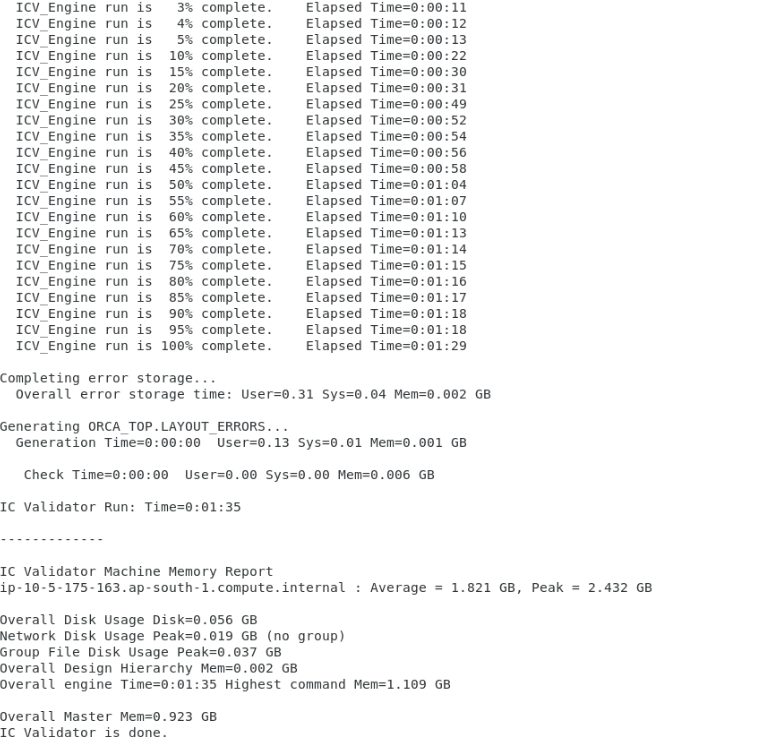 ICV_Engine run is   3% complete.    Elapsed Time=0:00:11
ICV_Engine run is   4% complete.    Elapsed Time=0:00:12
ICV_Engine run is   5% complete.    Elapsed Time=0:00:13
ICV_Engine run is  10% complete.    Elapsed Time=0:00:22
ICV_Engine run is  15% complete.    Elapsed Time=0:00:30
ICV_Engine run is  20% complete.    Elapsed Time=0:00:31
ICV_Engine run is  25% complete.    Elapsed Time=0:00:49
ICV_Engine run is  30% complete.    Elapsed Time=0:00:52
ICV_Engine run is  35% complete.    Elapsed Time=0:00:54
ICV_Engine run is  40% complete.    Elapsed Time=0:00:56
ICV_Engine run is  45% complete.    Elapsed Time=0:00:58
ICV_Engine run is  50% complete.    Elapsed Time=0:01:04
ICV_Engine run is  55% complete.    Elapsed Time=0:01:07
ICV_Engine run is  60% complete.    Elapsed Time=0:01:10
ICV_Engine run is  65% complete.    Elapsed Time=0:01:13
ICV_Engine run is  70% complete.    Elapsed Time=0:01:14
ICV_Engine run is  75% complete.    Elapsed Time=0:01:15
ICV_Engine run is  80% complete.    Elapsed Time=0:01:16
ICV_Engine run is  85% complete.    Elapsed Time=0:01:17
ICV_Engine run is  90% complete.    Elapsed Time=0:01:18
ICV_Engine run is  95% complete.    Elapsed Time=0:01:18
ICV_Engine run is 100% complete.    Elapsed Time=0:01:29
Completing error storage...
Overall error storage time: User=0.31 Sys=0.04 Mem=0.002 GB
Generating ORCA_TOP.LAYOUT_ERRORS...
Generation Time=0:00:00  User=0.13 Sys=0.01 Mem=0.001 GB
Check Time=0:00:00  User=0.00 Sys=0.00 Mem=0.006 GB
IC Validator Run: Time=0:01:35
-------------
IC Validator Machine Memory Report
ip-10-5-175-163.ap-south-1.compute.internal : Average = 1.821 GB, Peak = 2.432 GB
Overall Disk Usage Disk=0.056 GB
Network Disk Usage Peak=0.019 GB (no group)
Group File Disk Usage Peak=0.037 GB
Overall Design Hierarchy Mem=0.002 GB
Overall engine Time=0:01:35 Highest command Mem=1.109 GB
Overall Master Mem=0.923 GB
IC Validator is done.